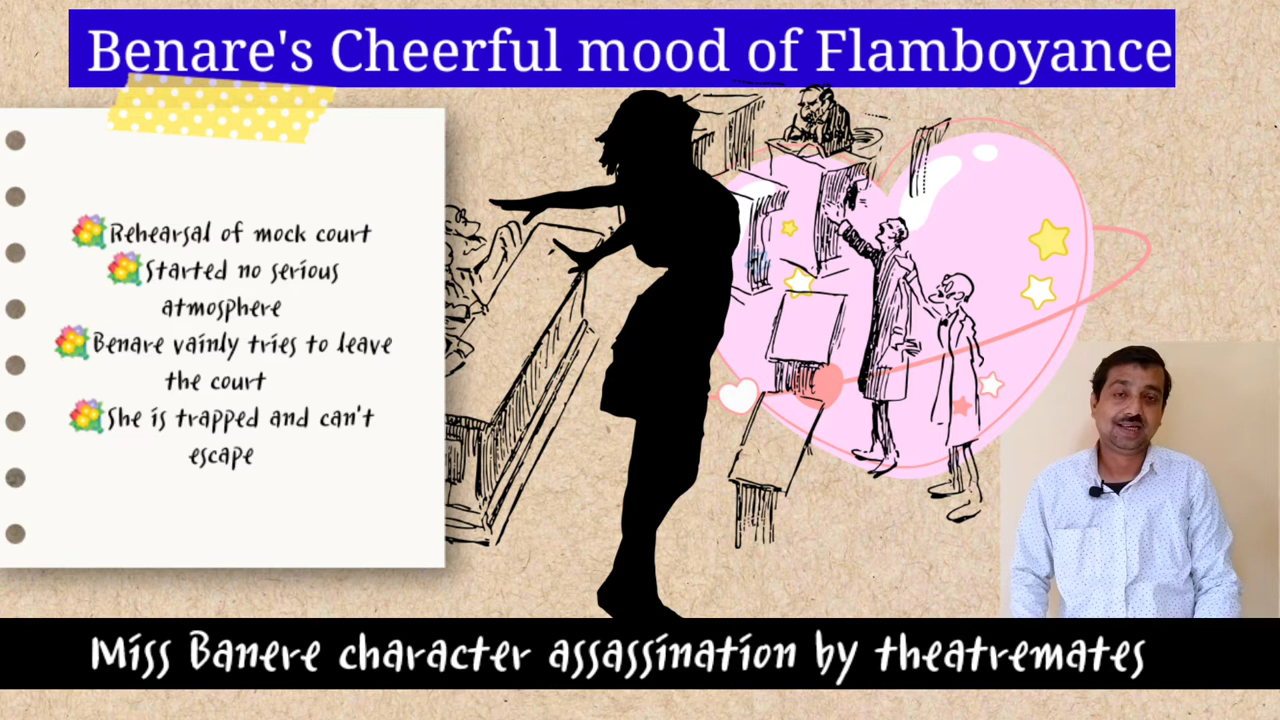 Benare's Cheerful mood of Flamboyance
Rehearsal of mock court
Started no serious
atmosphere
Benare vainly tries to leave
the court
She is trapped and can't
escape
Miss Banere character assassination by theatremates